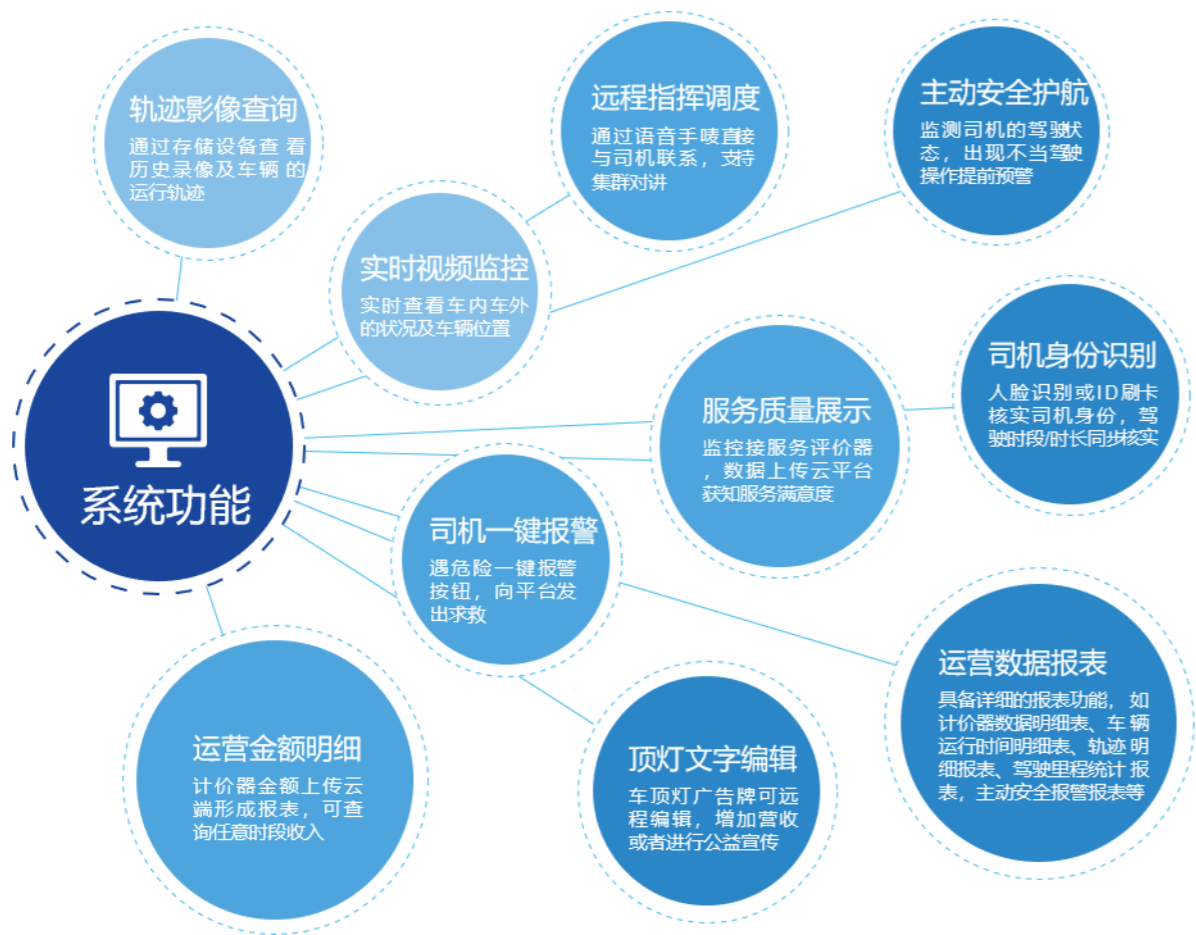 轨迹影像查询
通过存储设备查 看
历史录像及车辆 的
运行轨迹
远程指挥调度
通过语音手唛直接
与司机联系，支持
集群对讲
主动安全护航
监测司机的驾驶状
态，出现不当驾驶
操作提前预警
实时视频监控
实时查看车内车外
的状况及车辆位置
司机身份识别
人脸识别或ID刷卡
核实司机身份，驾
驶时段/时长同步核实
服务质量展示
监控接服务评价器
，数据上传云平台
获知服务满意度
系统功能
司机一键报警
遇危险一键报警
按钮，向平台发
出求救
运营数据报表
具备详细的报表功能，如
计价器数据明细表、车 辆
运行时间明细表、轨迹 明
细报表、驾驶里程统计 报
表，主动安全报警报表等
运营金额明细
计价器金额上传云
端形成报表，可查
询任意时段收入
顶灯文字编辑
车顶灯广告牌可远
程编辑，增加营收
或者进行公益宣传